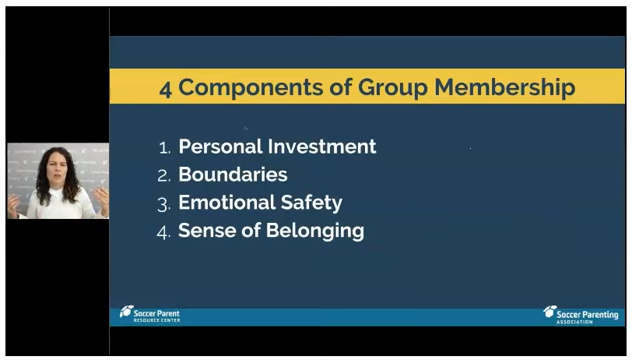 4 Components of Group Membership
1. Personal Investment
2. Boundaries
3. Emotional Safety
4. Sense of Belonging
Soccer Parent
RESOURCE CENTER
Soccer Parenting
ASSOCIATION